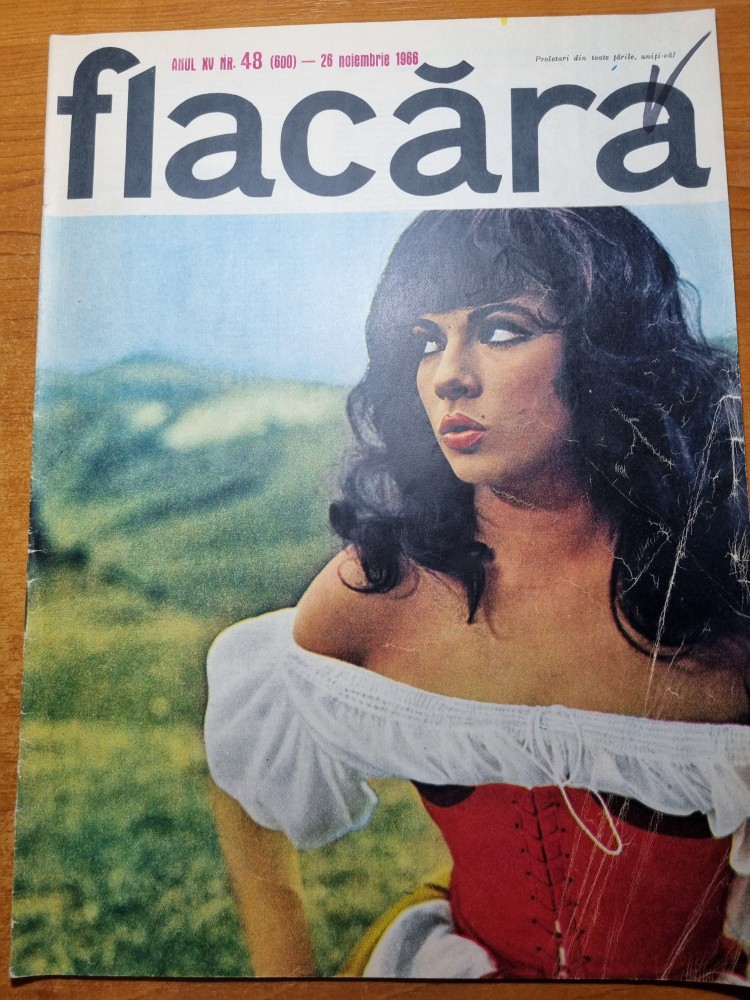 ANUL XV NR. 48 (600) — 26 noiembrie 1966
Proletari din toate țările, uniți-vă!
flacăra